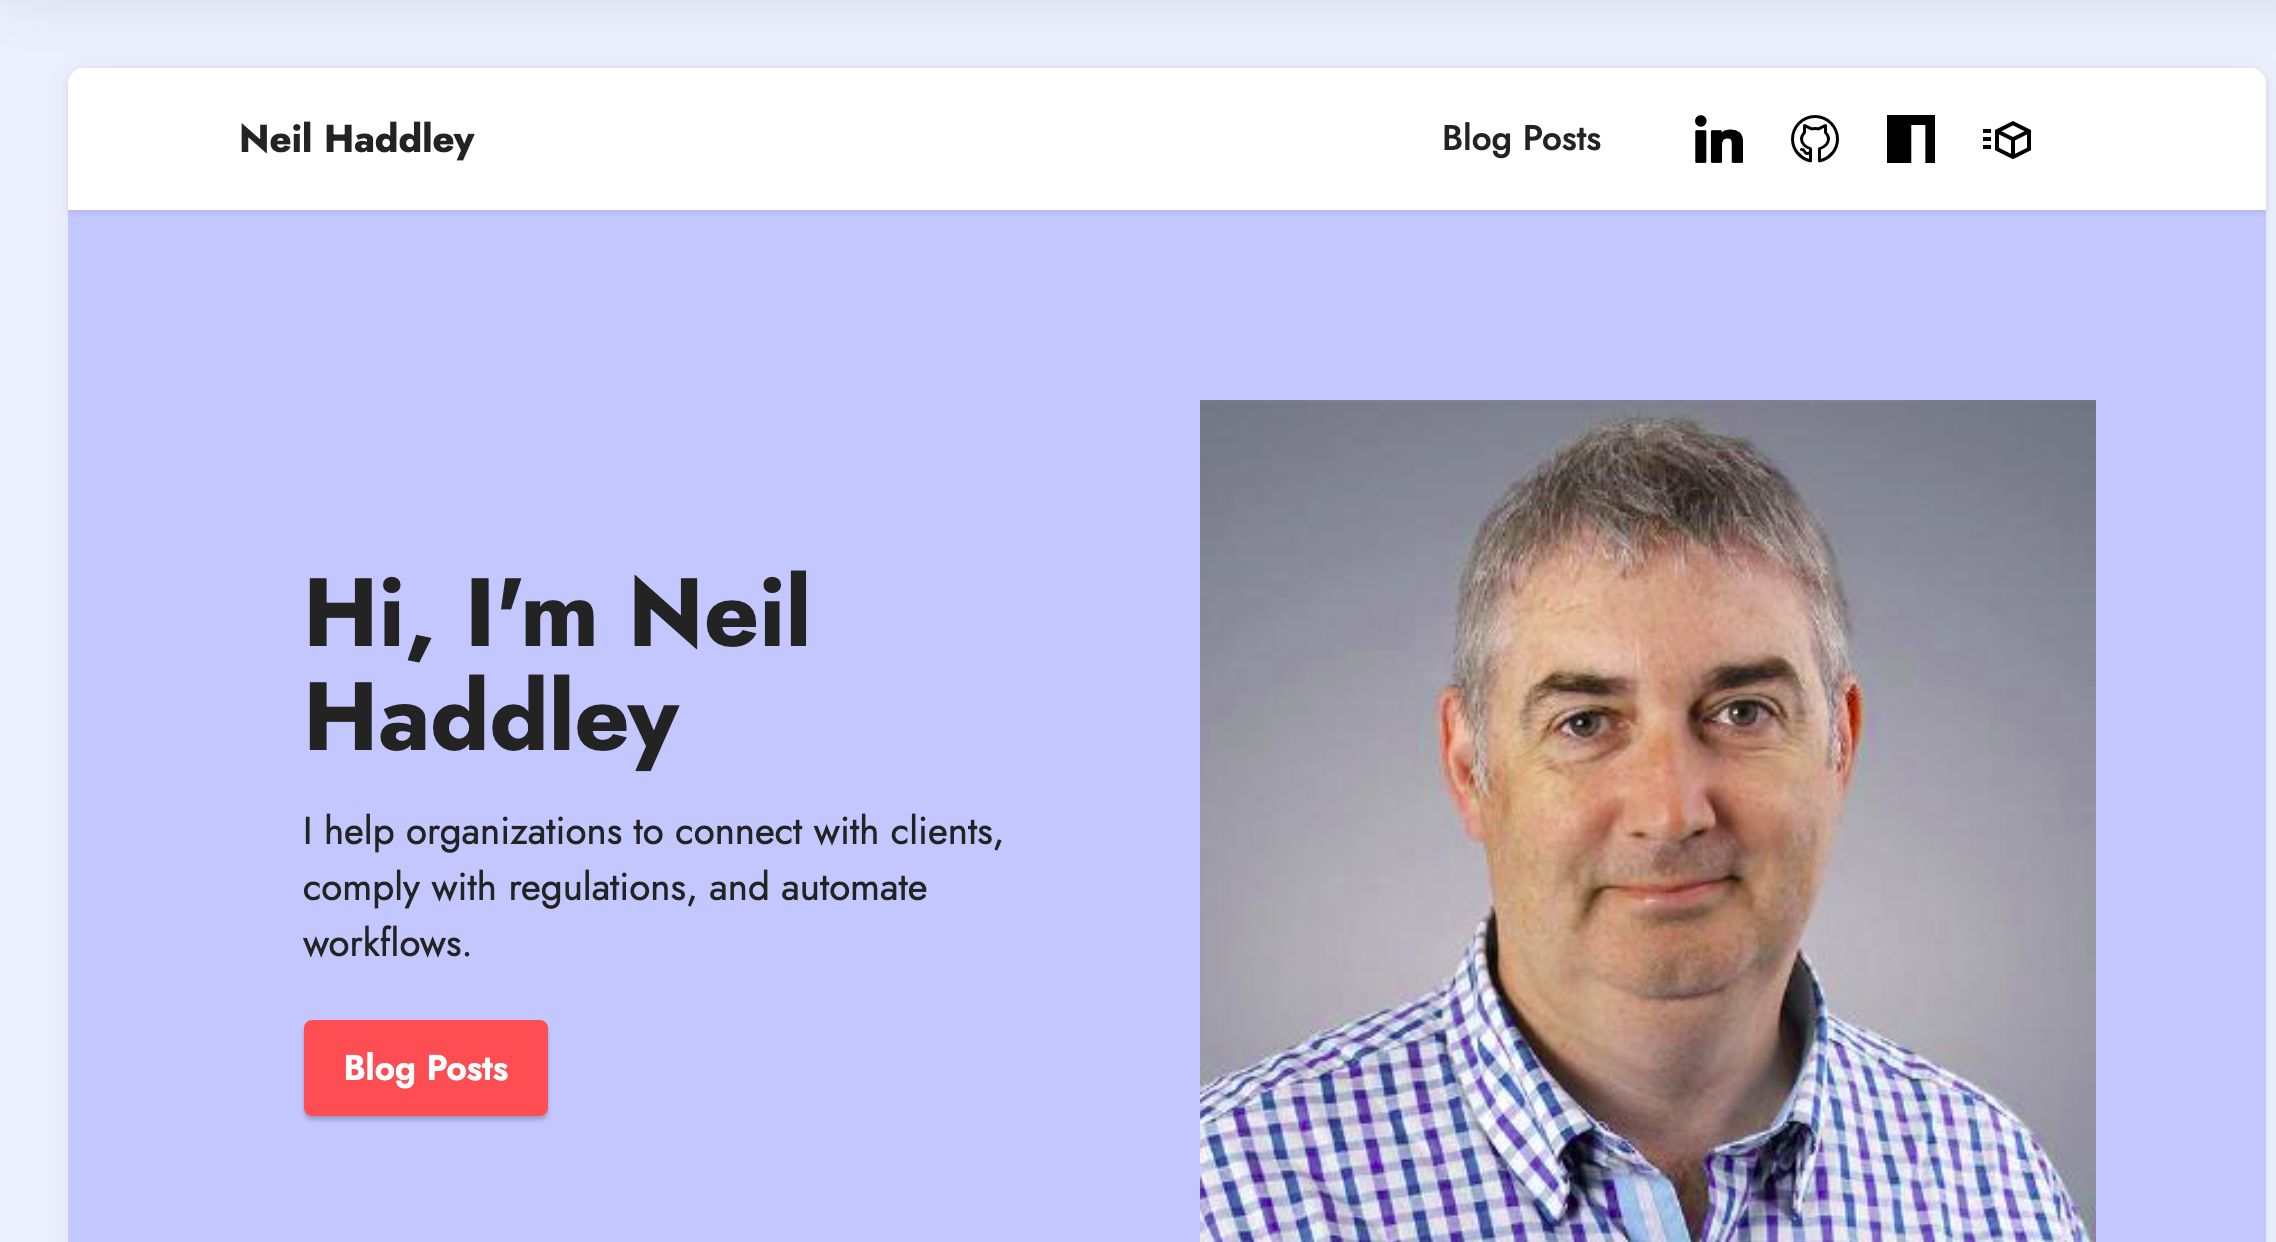 Neil Haddley
Blog Posts
in
Hi, I'm Neil
Haddley
I help organizations to connect with clients,
comply with regulations, and automate
workflows.
Blog Posts